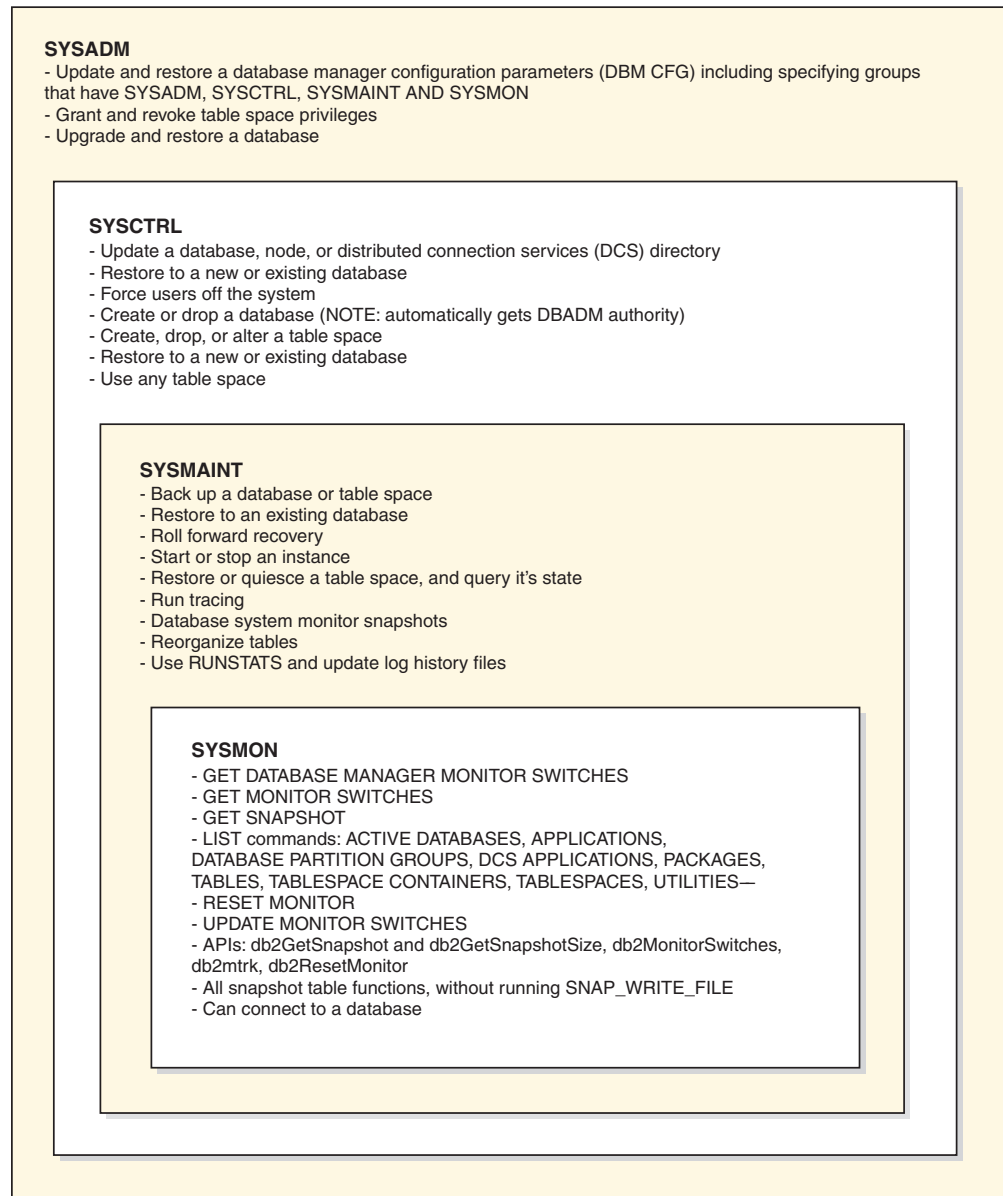 SYSADM
- Update and restore a database manager configuration parameters (DBM CFG) including specifying groups
that have SYSADM, SYSCTRL, SYSMAINT AND SYSMON
- Grant and revoke table space privileges
- Upgrade and restore a database
SYSCTRL
- Update a database, node, or distributed connection services (DCS) directory
- Restore to a new or existing database
- Force users off the system
- Create or drop a database (NOTE: automatically gets DBADM authority)
- Create, drop, or alter a table space
- Restore to a new or existing database
- Use any table space
SYSMAINT
- Back up a database or table space
- Restore to an existing database
- Roll forward recovery
- Start or stop an instance
- Restore or quiesce a table space, and query it's state
- Run tracing
- Database system monitor snapshots
- Reorganize tables
- Use RUNSTATS and update log history files
SYSMON
- GET DATABASE MANAGER MONITOR SWITCHES
- GET MONITOR SWITCHES
- GET SNAPSHOT
- LIST commands: ACTIVE DATABASES, APPLICATIONS,
DATABASE PARTITION GROUPS, DCS APPLICATIONS, PACKAGES,
TABLES, TABLESPACE CONTAINERS, TABLESPACES, UTILITIES—
- RESET MONITOR
- UPDATE MONITOR SWITCHES
- APIs: db2GetSnapshot and db2GetSnapshotSize, db2MonitorSwitches,
db2mtrk, db2ResetMonitor
- All snapshot table functions, without running SNAP_WRITE_FILE
- Can connect to a database